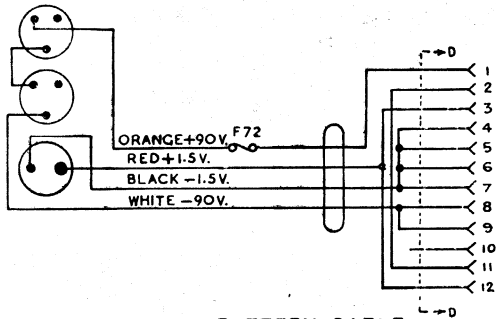 D
1
2
3
4
ORANGE+90V. F72
5
RED+1.5V.
6
BLACK-1.5V.
7
WHITE-90V.
8
9
10
11
12
D